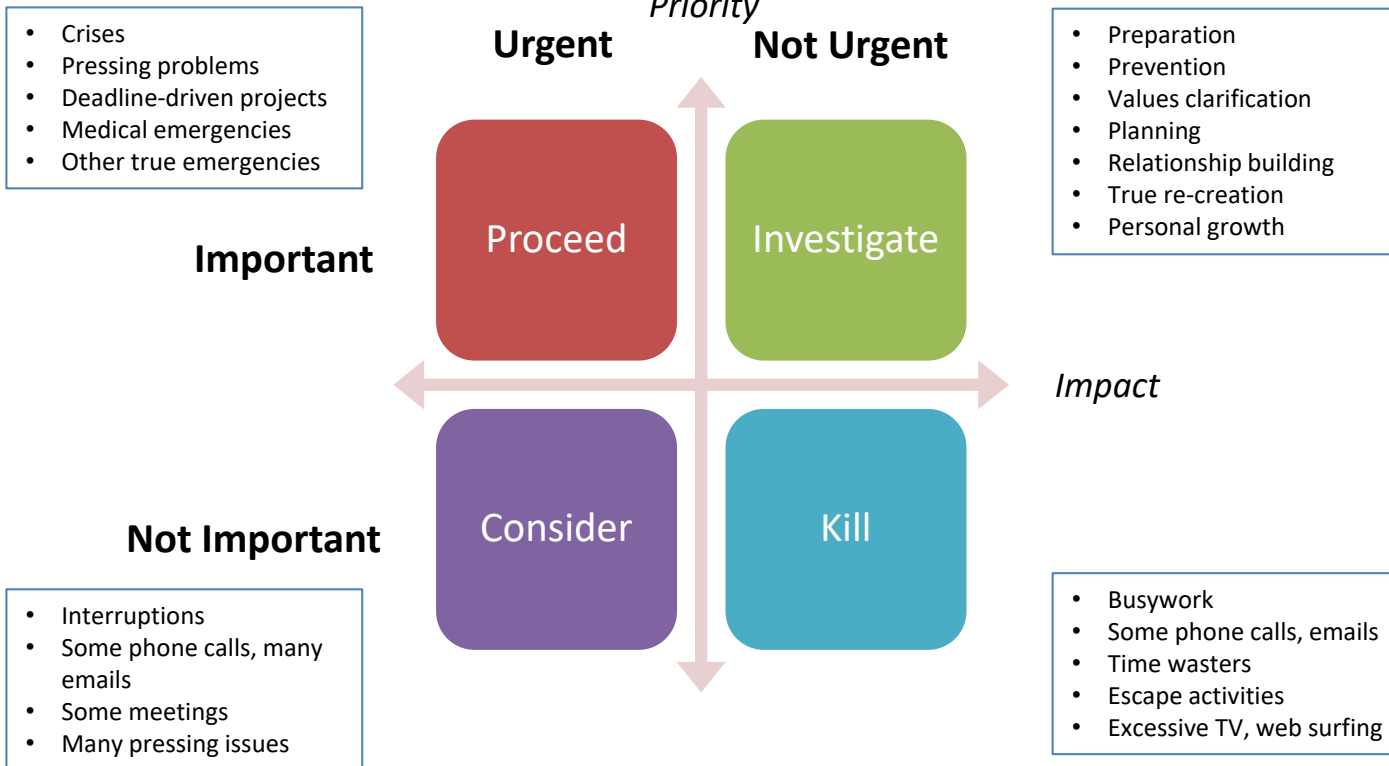 Priority
Urgent
Not Urgent
• Crises
• Pressing problems
• Deadline-driven projects
• Medical emergencies
• Other true emergencies
• Preparation
• Prevention
• Values clarification
• Planning
• Relationship building
• True re-creation
• Personal growth
Important
Proceed
Investigate
Impact
Not Important
Consider
Kill
• Interruptions
• Some phone calls, many
emails
• Some meetings
• Many pressing issues
• Busywork
• Some phone calls, emails
• Time wasters
• Escape activities
• Excessive TV, web surfing